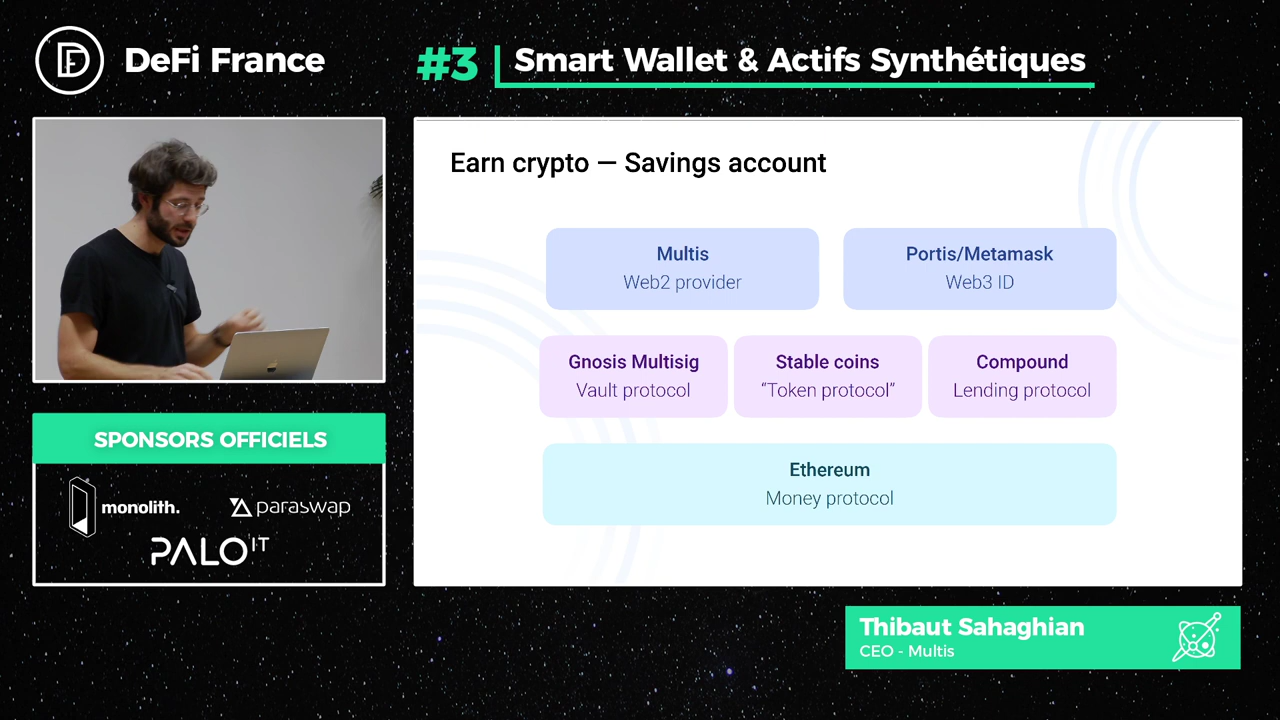 DeFi France
#3 Smart Wallet & Actifs Synthétiques
Earn crypto — Savings account
Multis
Web2 provider
Portis/Metamask
Web3 ID
Gnosis Multisig
Vault protocol
Stable coins
“Token protocol”
Compound
Lending protocol
Ethereum
Money protocol
SPONSORS OFFICIELS
monolith.
paraswap
PALO IT
Thibaut Sahaghian
CEO - Multis